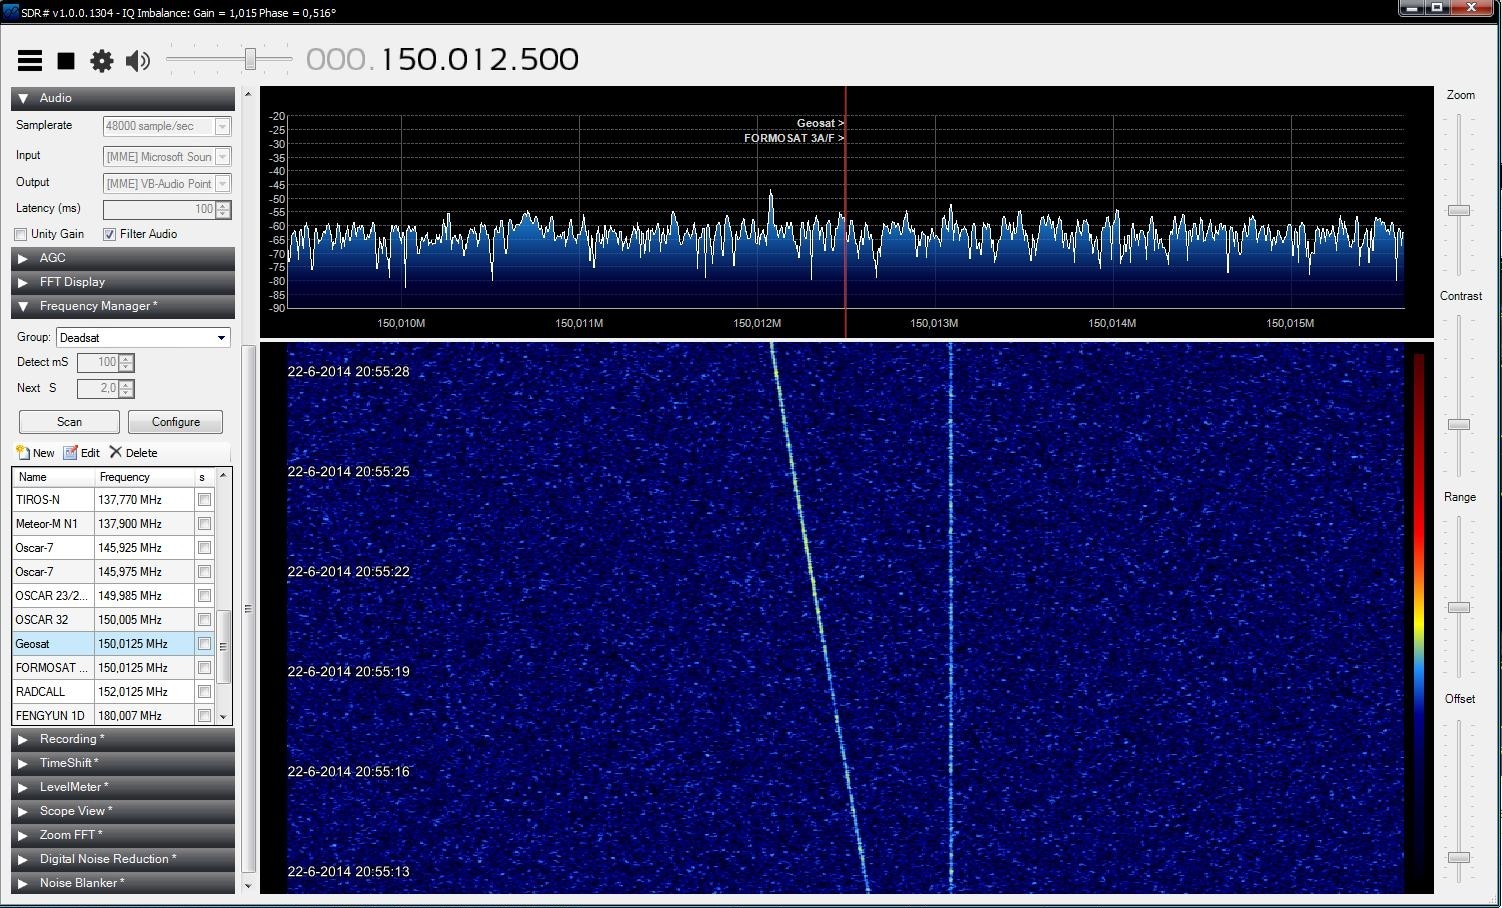 SDR# v1.0.0.1304 - IQ Imbalance: Gain = 1,015 Phase = 0,516°
000.150.012.500
Audio
Samplerate 48000 sample/sec
Input [MME] Microsoft Soun
Output [MME] VB-Audio Point
Latency (ms) 100
Unity Gain Filter Audio
AGC
FFT Display
Frequency Manager *
Group: Deadsat
Detect mS 100
Next S 2,0
Scan Configure
New Edit Delete
Name Frequency s
TIROS-N 137,770 MHz
Meteor-M N1 137,900 MHz
Oscar-7 145,925 MHz
Oscar-7 145,975 MHz
OSCAR 23/2... 149,985 MHz
OSCAR 32 150,005 MHz
Geosat 150,0125 MHz
FORMOSAT ... 150,0125 MHz
RADCALL 152,0125 MHz
FENGYUN 1D 180,007 MHz
Recording *
TimeShift *
LevelMeter *
Scope View *
Zoom FFT *
Digital Noise Reduction *
Noise Blanker *
Geosat >
FORMOSAT 3A/F >
-20
-25
-30
-35
-40
-45
-50
-55
-60
-65
-70
-75
-80
-85
-90
150,010M 150,011M 150,012M 150,013M 150,014M 150,015M
22-6-2014 20:55:28
22-6-2014 20:55:25
22-6-2014 20:55:22
22-6-2014 20:55:19
22-6-2014 20:55:16
22-6-2014 20:55:13
Zoom
Contrast
Range
Offset